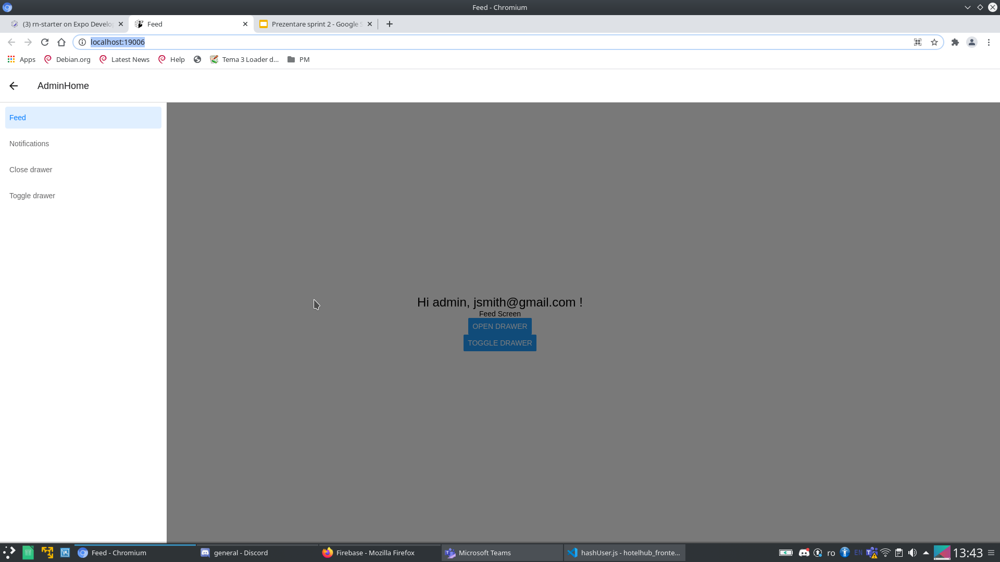 Feed - Chromium
(3) rn-starter on Expo Develo
Feed
Prezentare sprint 2 - Google S
localhost:19006
Apps
Debian.org
Latest News
Help
Tema 3 Loader d...
PM
AdminHome
Feed
Notifications
Close drawer
Toggle drawer
Hi admin, jsmith@gmail.com !
Feed Screen
OPEN DRAWER
TOGGLE DRAWER
Feed - Chromium
general - Discord
Firebase - Mozilla Firefox
Microsoft Teams
hashUser.js - hotelhub_fronte...
ro
EN
13:43